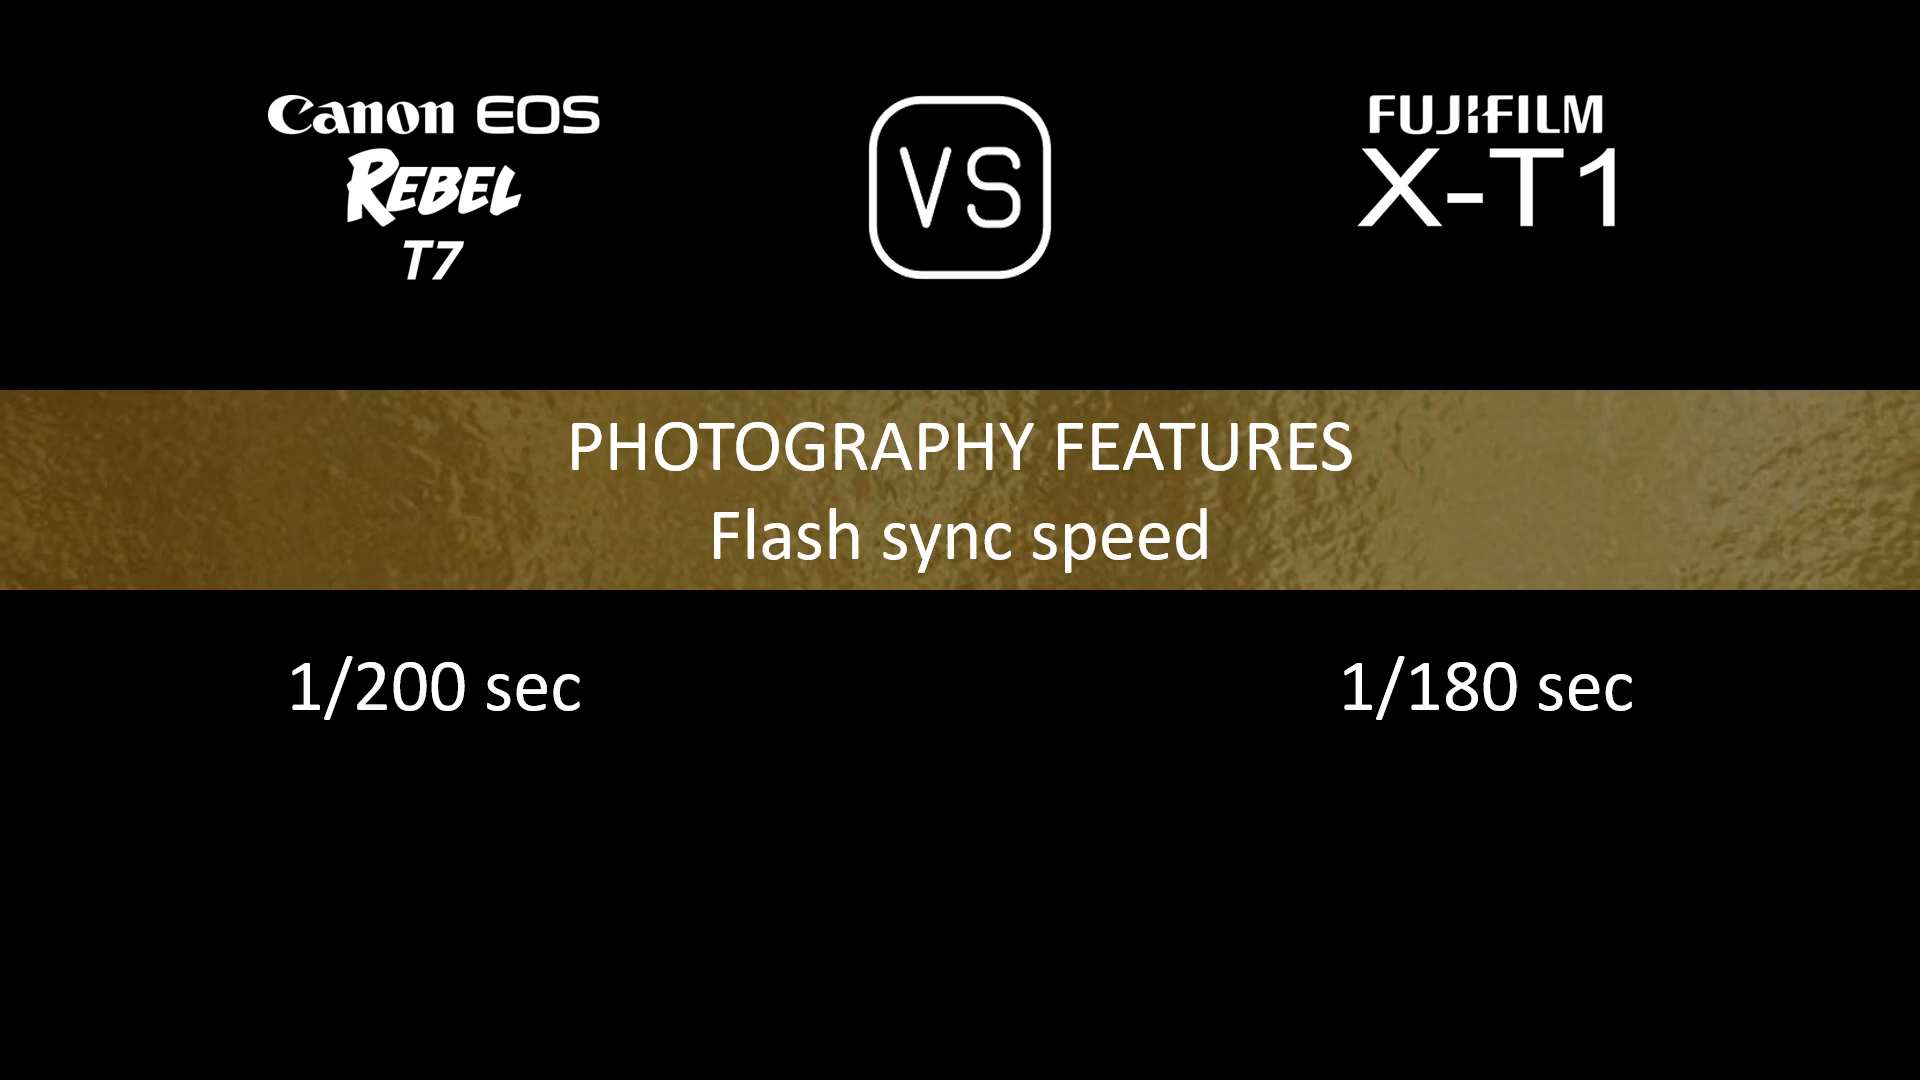 Canon EOS
REBEL
T7
VS
FUJIFILM
X-T1
PHOTOGRAPHY FEATURES
Flash sync speed
1/200 sec
1/180 sec